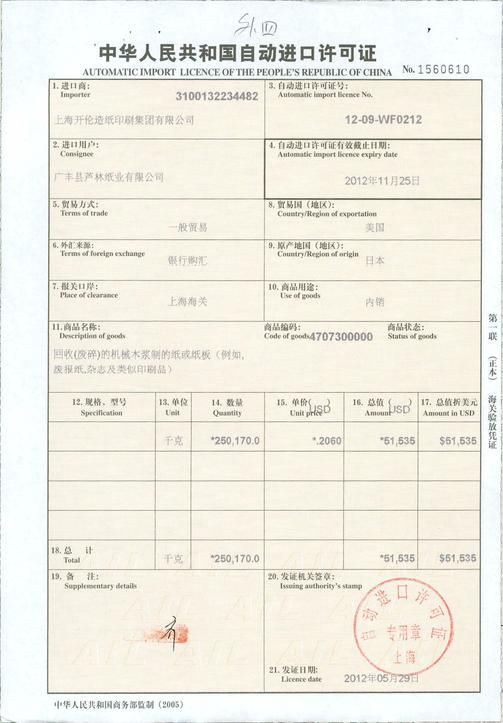 外四
中华人民共和国自动进口许可证
AUTOMATIC IMPORT LICENCE OF THE PEOPLE'S REPUBLIC OF CHINA No. 1560610
1. 进口商:
Importer 3100132234482
上海开伦造纸印刷集团有限公司
3. 自动进口许可证号:
Automatic import licence No.
12-09-WF0212
2. 进口用户:
Consignee
广丰县芦林纸业有限公司
4. 自动进口许可证有效截止日期:
Automatic import licence expiry date
2012年11月25日
5. 贸易方式:
Terms of trade
一般贸易
8. 贸易国(地区):
Country/Region of exportation
美国
6. 外汇来源:
Terms of foreign exchange
银行购汇
9. 原产地国(地区):
Country/Region of origin
日本
7. 报关口岸:
Place of clearance
上海海关
10. 商品用途:
Use of goods
内销
11. 商品名称:
Description of goods
商品编码:
Code of goods 4707300000
商品状态:
Status of goods
回收(废碎)的机械木浆制的纸或纸板(例如,
废报纸,杂志及类似印刷品)
12. 规格、型号
Specification
13. 单位
Unit
14. 数量
Quantity
15. 单价( )
Unit price USD
16. 总值( )
Amount USD
17. 总值折美元
Amount in USD
千克 *250,170.0 *.2060 *51,535 $51,535
18. 总 计
Total 千克 *250,170.0 *51,535 $51,535
19. 备 注:
Supplementary details
20. 发证机关签章:
Issuing authority's stamp
自动进口许可证
专用章
上海
21. 发证日期:
Licence date 2012年05月29日
中华人民共和国商务部监制 (2005)
第一联 (正本) 海关验放凭证